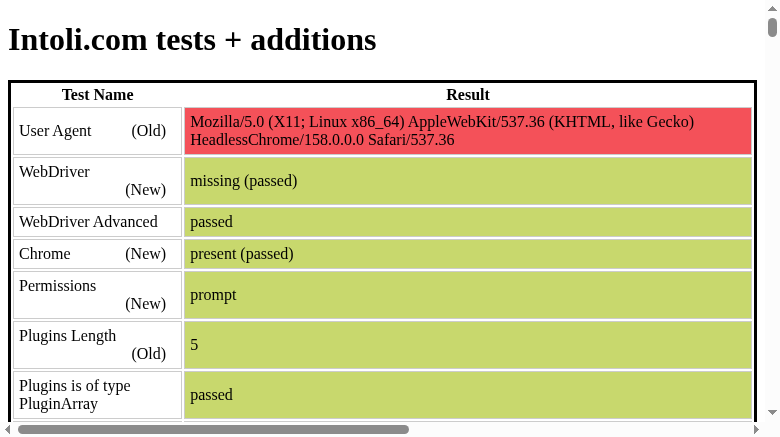 Intoli.com tests + additions
Test Name Result
User Agent (Old) Mozilla/5.0 (X11; Linux x86_64) AppleWebKit/537.36 (KHTML, like Gecko)
HeadlessChrome/158.0.0.0 Safari/537.36
WebDriver
(New)
missing (passed)
WebDriver Advanced passed
Chrome (New) present (passed)
Permissions
(New)
prompt
Plugins Length
(Old)
5
Plugins is of type
PluginArray
passed